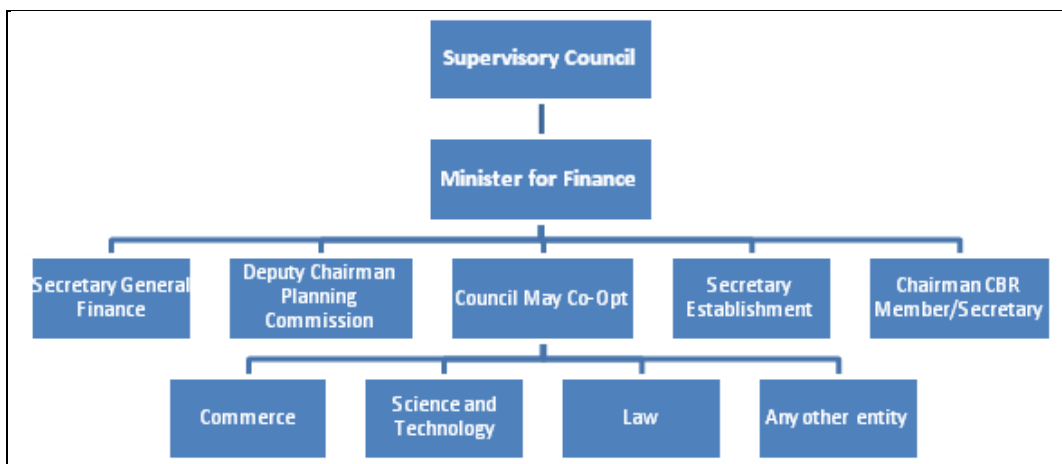 Supervisory Council
Minister for Finance
Secretary General
Finance
Deputy Chairman
Planning
Commission
Council May Co-Opt
Secretary
Establishment
Chairman CBR
Member/Secretary
Commerce
Science and
Technology
Law
Any other entity